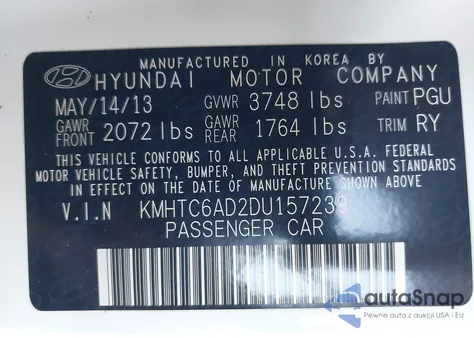 MANUFACTURED IN KOREA BY
HYUNDAI MOTOR COMPANY
MAY/14/13 GVWR 3748 lbs PAINT PGU
GAWR FRONT 2072 lbs GAWR REAR 1764 lbs TRIM RY
THIS VEHICLE CONFORMS TO ALL APPLICABLE U.S.A. FEDERAL
MOTOR VEHICLE SAFETY, BUMPER, AND THEFT PREVENTION
STANDARDS IN EFFECT ON THE DATE OF MANUFACTURE
SHOWN ABOVE.
V.I.N KMHTC6AD2DU157239
PASSENGER CAR
autoSnap
Pewne auta z aukcji USA i EU